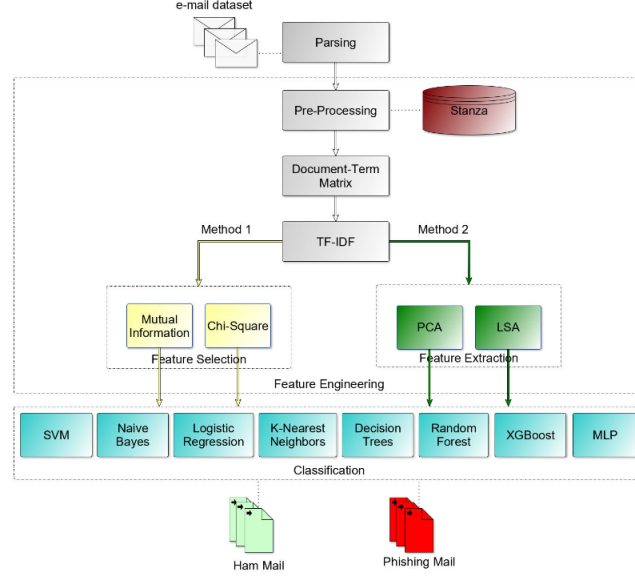 e-mail dataset
Parsing
Pre-Processing
Stanza
Document-Term
Matrix
Method 1
Method 2
TF-IDF
Mutual
Information
Chi-Square
PCA
LSA
Feature Selection
Feature Extraction
Feature Engineering
SVM
Naive
Bayes
Logistic
Regression
K-Nearest
Neighbors
Decision
Trees
Random
Forest
XGBoost
MLP
Classification
Ham Mail
Phishing Mail